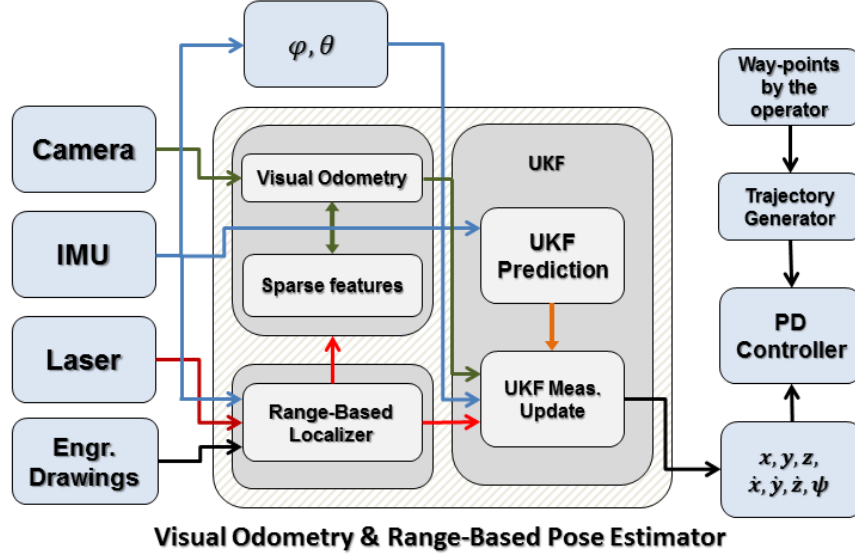 φ, θ
Way-points
by the
operator
Camera
Visual Odometry
UKF
Trajectory
Generator
IMU
UKF
Prediction
Sparse features
PD
Controller
Laser
Range-Based
Localizer
UKF Meas.
Update
Engr.
Drawings
x, y, z,
ẋ, ẏ, ż, ψ
Visual Odometry & Range-Based Pose Estimator